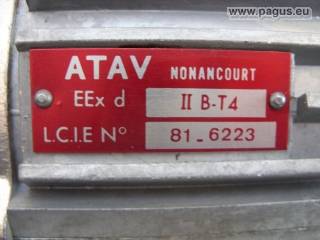 © www.pagus.eu
ATAV NONANCOURT
EEx d II B-T4
L.C.I.E N° 81_6223